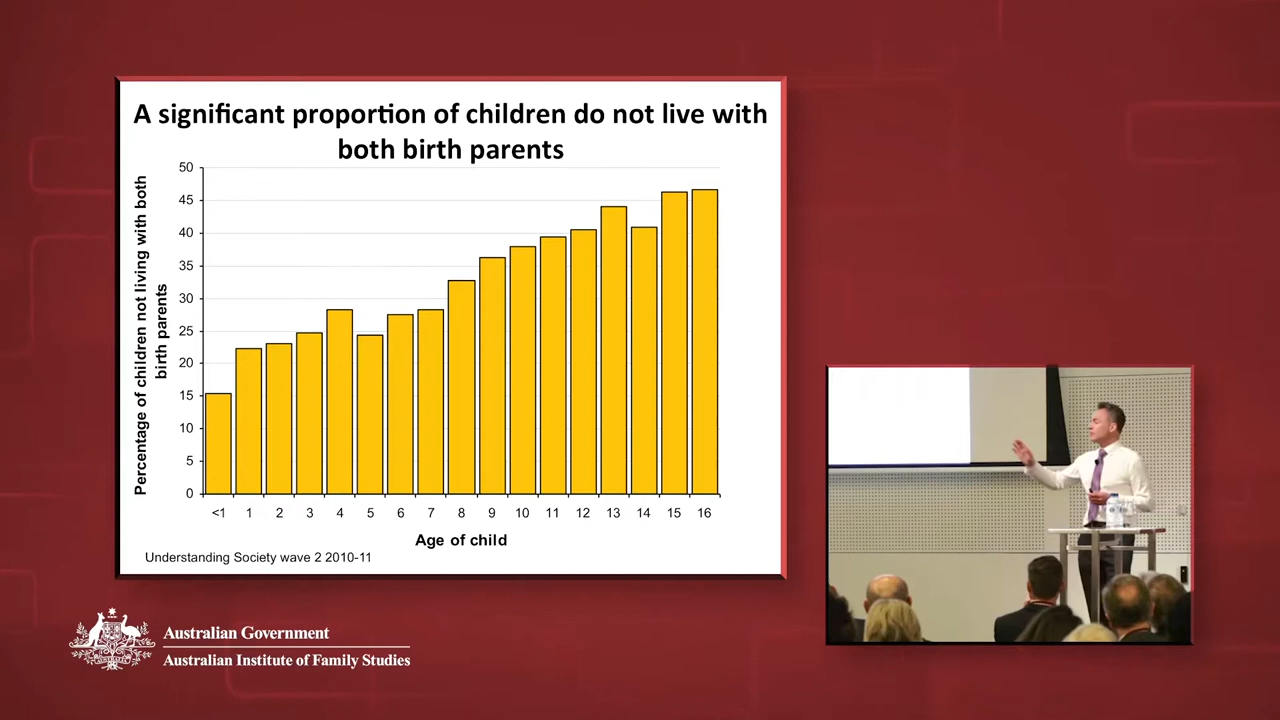 A significant proportion of children do not live with
both birth parents
Percentage of children not living with both
birth parents
50
45
40
35
30
25
20
15
10
5
0
<1 1 2 3 4 5 6 7 8 9 10 11 12 13 14 15 16
Age of child
Understanding Society wave 2 2010-11
Australian Government
Australian Institute of Family Studies